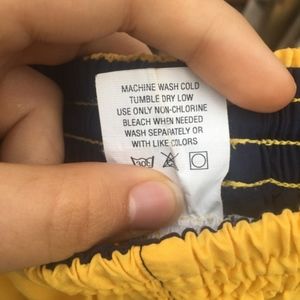 MACHINE WASH COLD
TUMBLE DRY LOW
USE ONLY NON-CHLORINE
BLEACH WHEN NEEDED
WASH SEPARATELY OR
WITH LIKE COLORS
30